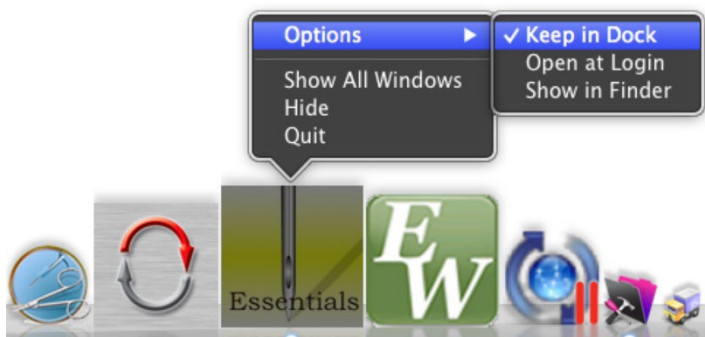 Options
✓ Keep in Dock
Open at Login
Show in Finder
Show All Windows
Hide
Quit
Essentials
EW